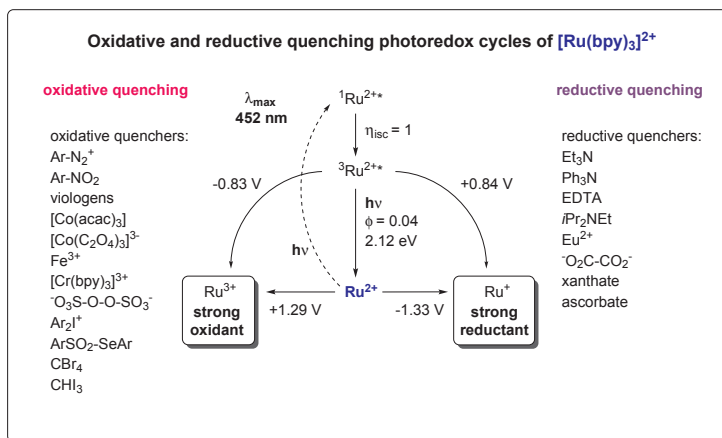 Oxidative and reductive quenching photoredox cycles of [Ru(bpy)₃]²⁺
oxidative quenching
oxidative quenchers:
Ar-N₂⁺
Ar-NO₂
viologens
[Co(acac)₃]
[Co(C₂O₄)₃]³⁻
Fe³⁺
[Cr(bpy)₃]³⁺
⁻O₃S-O-O-SO₃⁻
Ar₂I⁺
ArSO₂-SeAr
CBr₄
CHI₃
λmax
452 nm
¹Ru²⁺*
ηisc = 1
³Ru²⁺*
-0.83 V
+0.84 V
hν
ϕ = 0.04
2.12 eV
hν
Ru³⁺
strong
oxidant
+1.29 V
Ru²⁺
-1.33 V
Ru⁺
strong
reductant
reductive quenching
reductive quenchers:
Et₃N
Ph₃N
EDTA
iPr₂NEt
Eu²⁺
⁻O₂C-CO₂⁻
xanthate
ascorbate